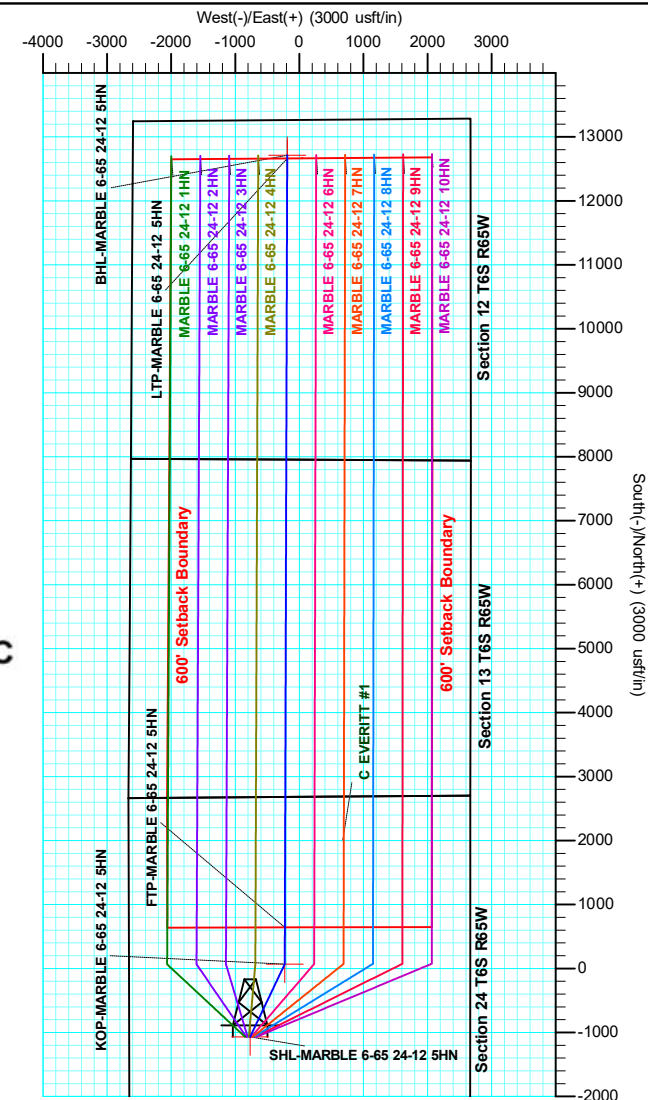 West(-)/East(+) (3000 usft/in)
-4000 -3000 -2000 -1000 0 1000 2000 3000
13000
12000
11000
10000
9000
8000
7000
6000
5000
4000
3000
2000
1000
0
-1000
-2000
South(-)/North(+) (3000 usft/in)
BHL-MARBLE 6-65 24-12 5HN
LTP-MARBLE 6-65 24-12 5HN
MARBLE 6-65 24-12 1HN
MARBLE 6-65 24-12 2HN
MARBLE 6-65 24-12 3HN
MARBLE 6-65 24-12 4HN
MARBLE 6-65 24-12 6HN
MARBLE 6-65 24-12 7HN
MARBLE 6-65 24-12 8HN
MARBLE 6-65 24-12 9HN
MARBLE 6-65 24-12 10HN
Section 12 T6S R65W
600' Setback Boundary
600' Setback Boundary
Section 13 T6S R65W
C
C EVERITT #1
FTP-MARBLE 6-65 24-12 5HN
KOP-MARBLE 6-65 24-12 5HN
Section 24 T6S R65W
SHL-MARBLE 6-65 24-12 5HN